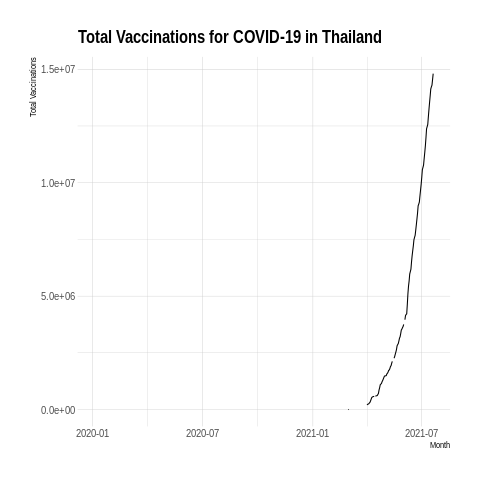 Total Vaccinations for COVID-19 in Thailand
Total Vaccinations
1.5e+07
1.0e+07
5.0e+06
0.0e+00
2020-01 2020-07 2021-01 2021-07
Month